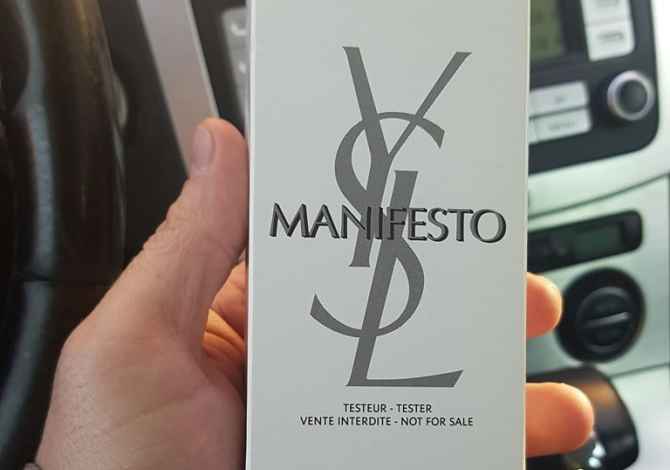 YSL
MANIFESTO
TESTEUR - TESTER
VENTE INTERDITE - NOT FOR SALE